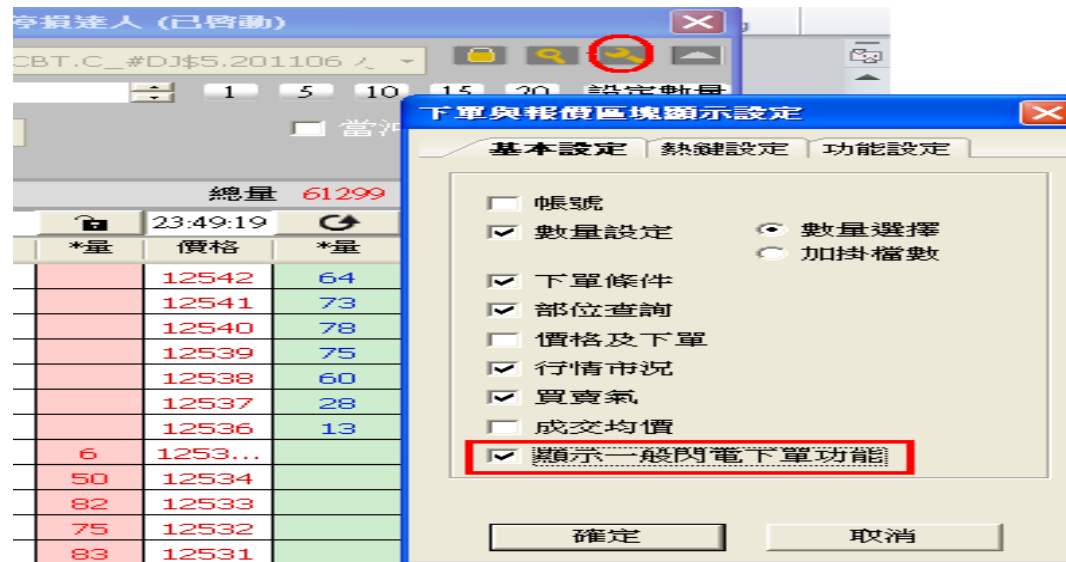 停損達人 (已啓動)
CBT.C_#DJ$5.201106
1 5 10 15 20 設定數量
當沖
總量 61299
23:49:19
*量 價格 *量
12542 64
12541 73
12540 78
12539 75
12538 60
12537 28
12536 13
6 1253...
50 12534
82 12533
75 12532
83 12531
下單與報價區塊顯示設定
基本設定 熱鍵設定 功能設定
帳號
數量設定 數量選擇
加掛檔數
下單條件
部位查詢
價格及下單
行情市況
買賣氣
成交均價
顯示一般閃電下單功能
確定 取消